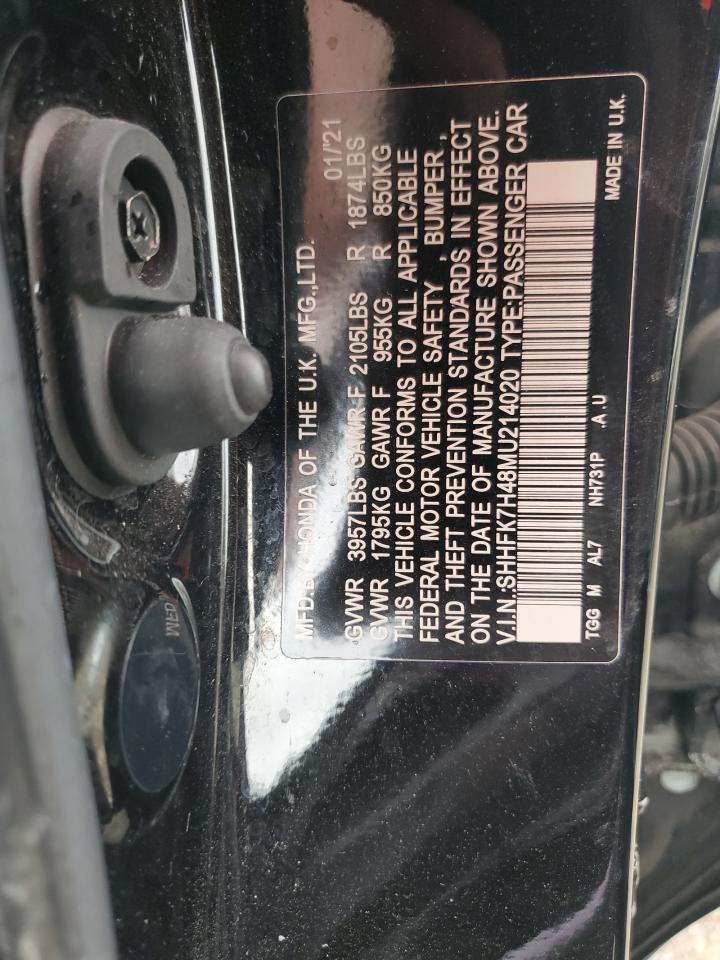 MFD.BY HONDA OF THE U.K. MFG.,LTD. 01/'21
GVWR 3957LBS GAWR F 2105LBS R 1874LBS
GVWR 1795KG GAWR F 955KG R 850KG
THIS VEHICLE CONFORMS TO ALL APPLICABLE
FEDERAL MOTOR VEHICLE SAFETY , BUMPER ,
AND THEFT PREVENTION STANDARDS IN EFFECT
ON THE DATE OF MANUFACTURE SHOWN ABOVE.
V.I.N.:SHHFK7H48MU214020 TYPE:PASSENGER CAR
TGG M AL7 NH731P .A.U MADE IN U.K.